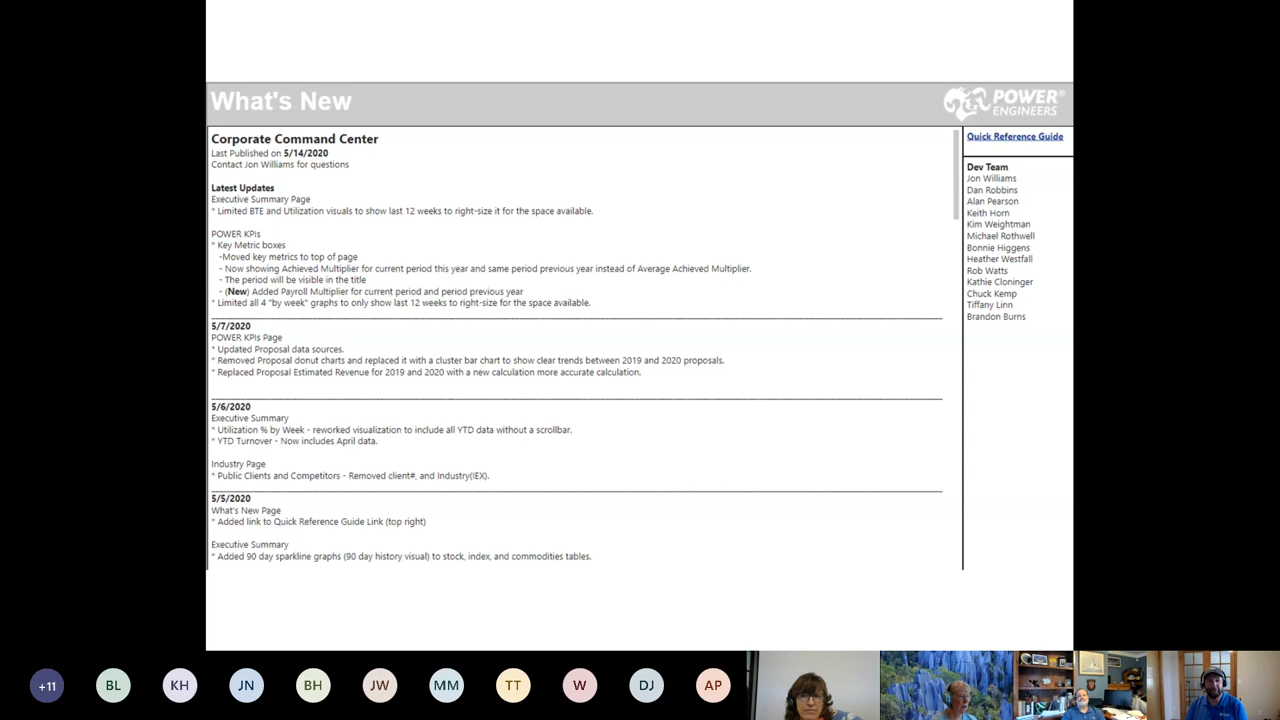 What's New
POWER
ENGINEERS
Corporate Command Center
Last Published on 5/14/2020
Contact Jon Williams for questions
Latest Updates
Executive Summary Page
* Limited BTE and Utilization visuals to show last 12 weeks to right-size it for the space available.
POWER KPIs
* Key Metric boxes
-Moved key metrics to top of page
- Now showing Achieved Multiplier for current period this year and same period previous year instead of Average Achieved Multiplier.
- The period will be visible in the title
- (New) Added Payroll Multiplier for current period and period previous year
* Limited all 4 "by week" graphs to only show last 12 weeks to right-size for the space available.
5/7/2020
POWER KPIs Page
* Updated Proposal data sources.
* Removed Proposal donut charts and replaced it with a cluster bar chart to show clear trends between 2019 and 2020 proposals.
* Replaced Proposal Estimated Revenue for 2019 and 2020 with a new calculation more accurate calculation.
5/6/2020
Executive Summary
* Utilization % by Week - reworked visualization to include all YTD data without a scrollbar.
* YTD Turnover - Now includes April data.
Industry Page
* Public Clients and Competitors - Removed client#, and Industry(IEX).
5/5/2020
What's New Page
* Added link to Quick Reference Guide Link (top right)
Executive Summary
* Added 90 day sparkline graphs (90 day history visual) to stock, index, and commodities tables.
Quick Reference Guide
Dev Team
Jon Williams
Dan Robbins
Alan Pearson
Keith Horn
Kim Weightman
Michael Rothwell
Bonnie Higgens
Heather Westfall
Rob Watts
Kathie Cloninger
Chuck Kemp
Tiffany Linn
Brandon Burns
+11
BL
KH
JN
BH
JW
MM
TT
W
DJ
AP